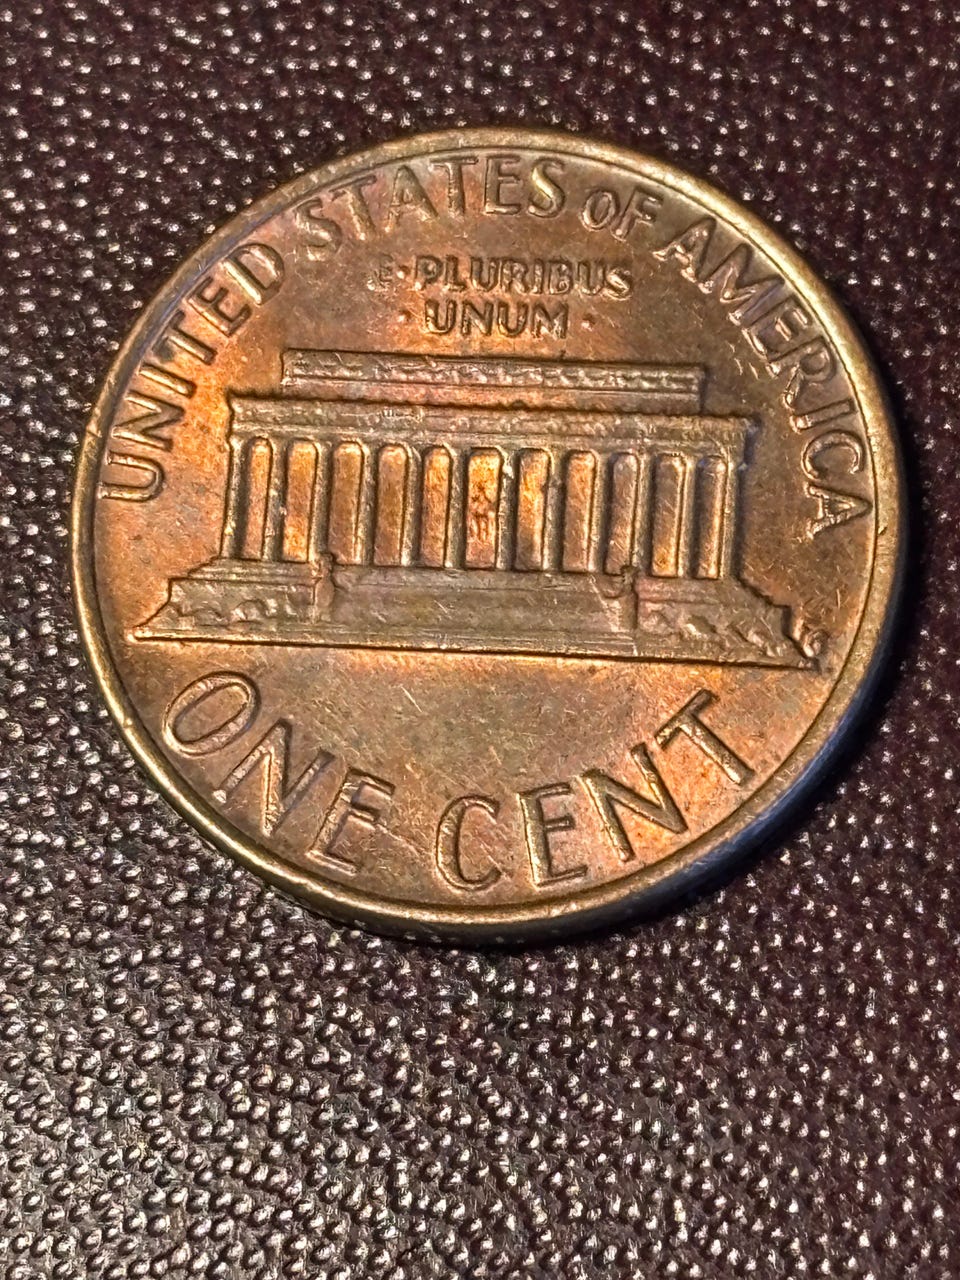 UNITED STATES OF AMERICA
E·PLURIBUS
·UNUM·
ONE CENT